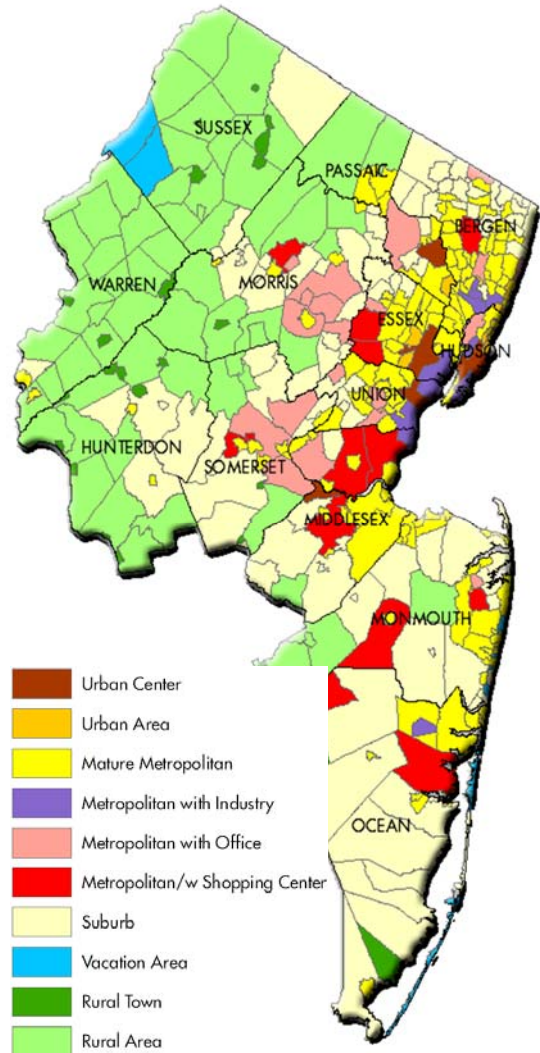 SUSSEX
PASSAIC
BERGEN
WARREN
MORRIS
ESSEX
HUDSON
UNION
HUNTERDON
SOMERSET
MIDDLESEX
MONMOUTH
OCEAN
Urban Center
Urban Area
Mature Metropolitan
Metropolitan with Industry
Metropolitan with Office
Metropolitan/w Shopping Center
Suburb
Vacation Area
Rural Town
Rural Area